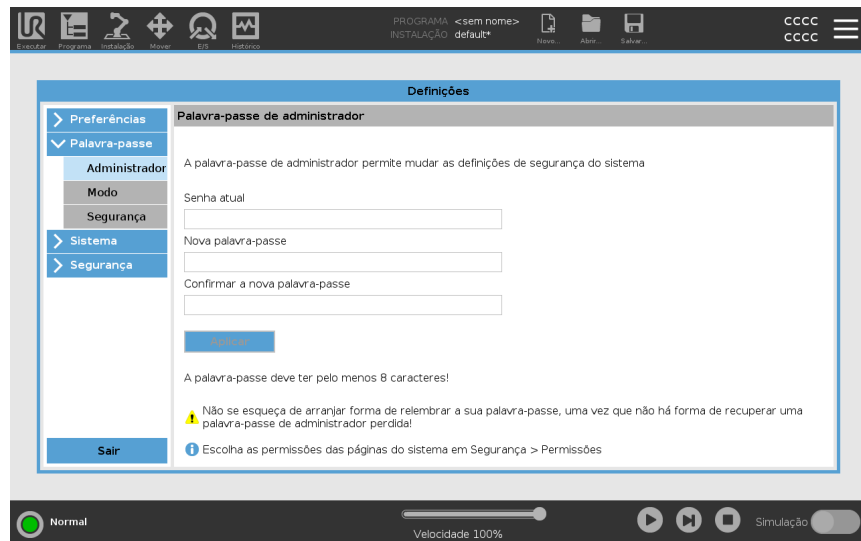 PROGRAMA <sem nome>
INSTALAÇÃO default*
CCCC
CCCC
Executar Programa Instalação Mover E/S Histórico
Novo... Abrir... Salvar...
Definições
Preferências
Palavra-passe
Administrador
Modo
Segurança
Sistema
Segurança
Sair
Palavra-passe de administrador
A palavra-passe de administrador permite mudar as definições de segurança do sistema
Senha atual
Nova palavra-passe
Confirmar a nova palavra-passe
Aplicar
A palavra-passe deve ter pelo menos 8 caracteres!
Não se esqueça de arranjar forma de relembrar a sua palavra-passe, uma vez que não há forma de recuperar uma
palavra-passe de administrador perdida!
Escolha as permissões das páginas do sistema em Segurança > Permissões
Normal
Velocidade 100%
Simulação